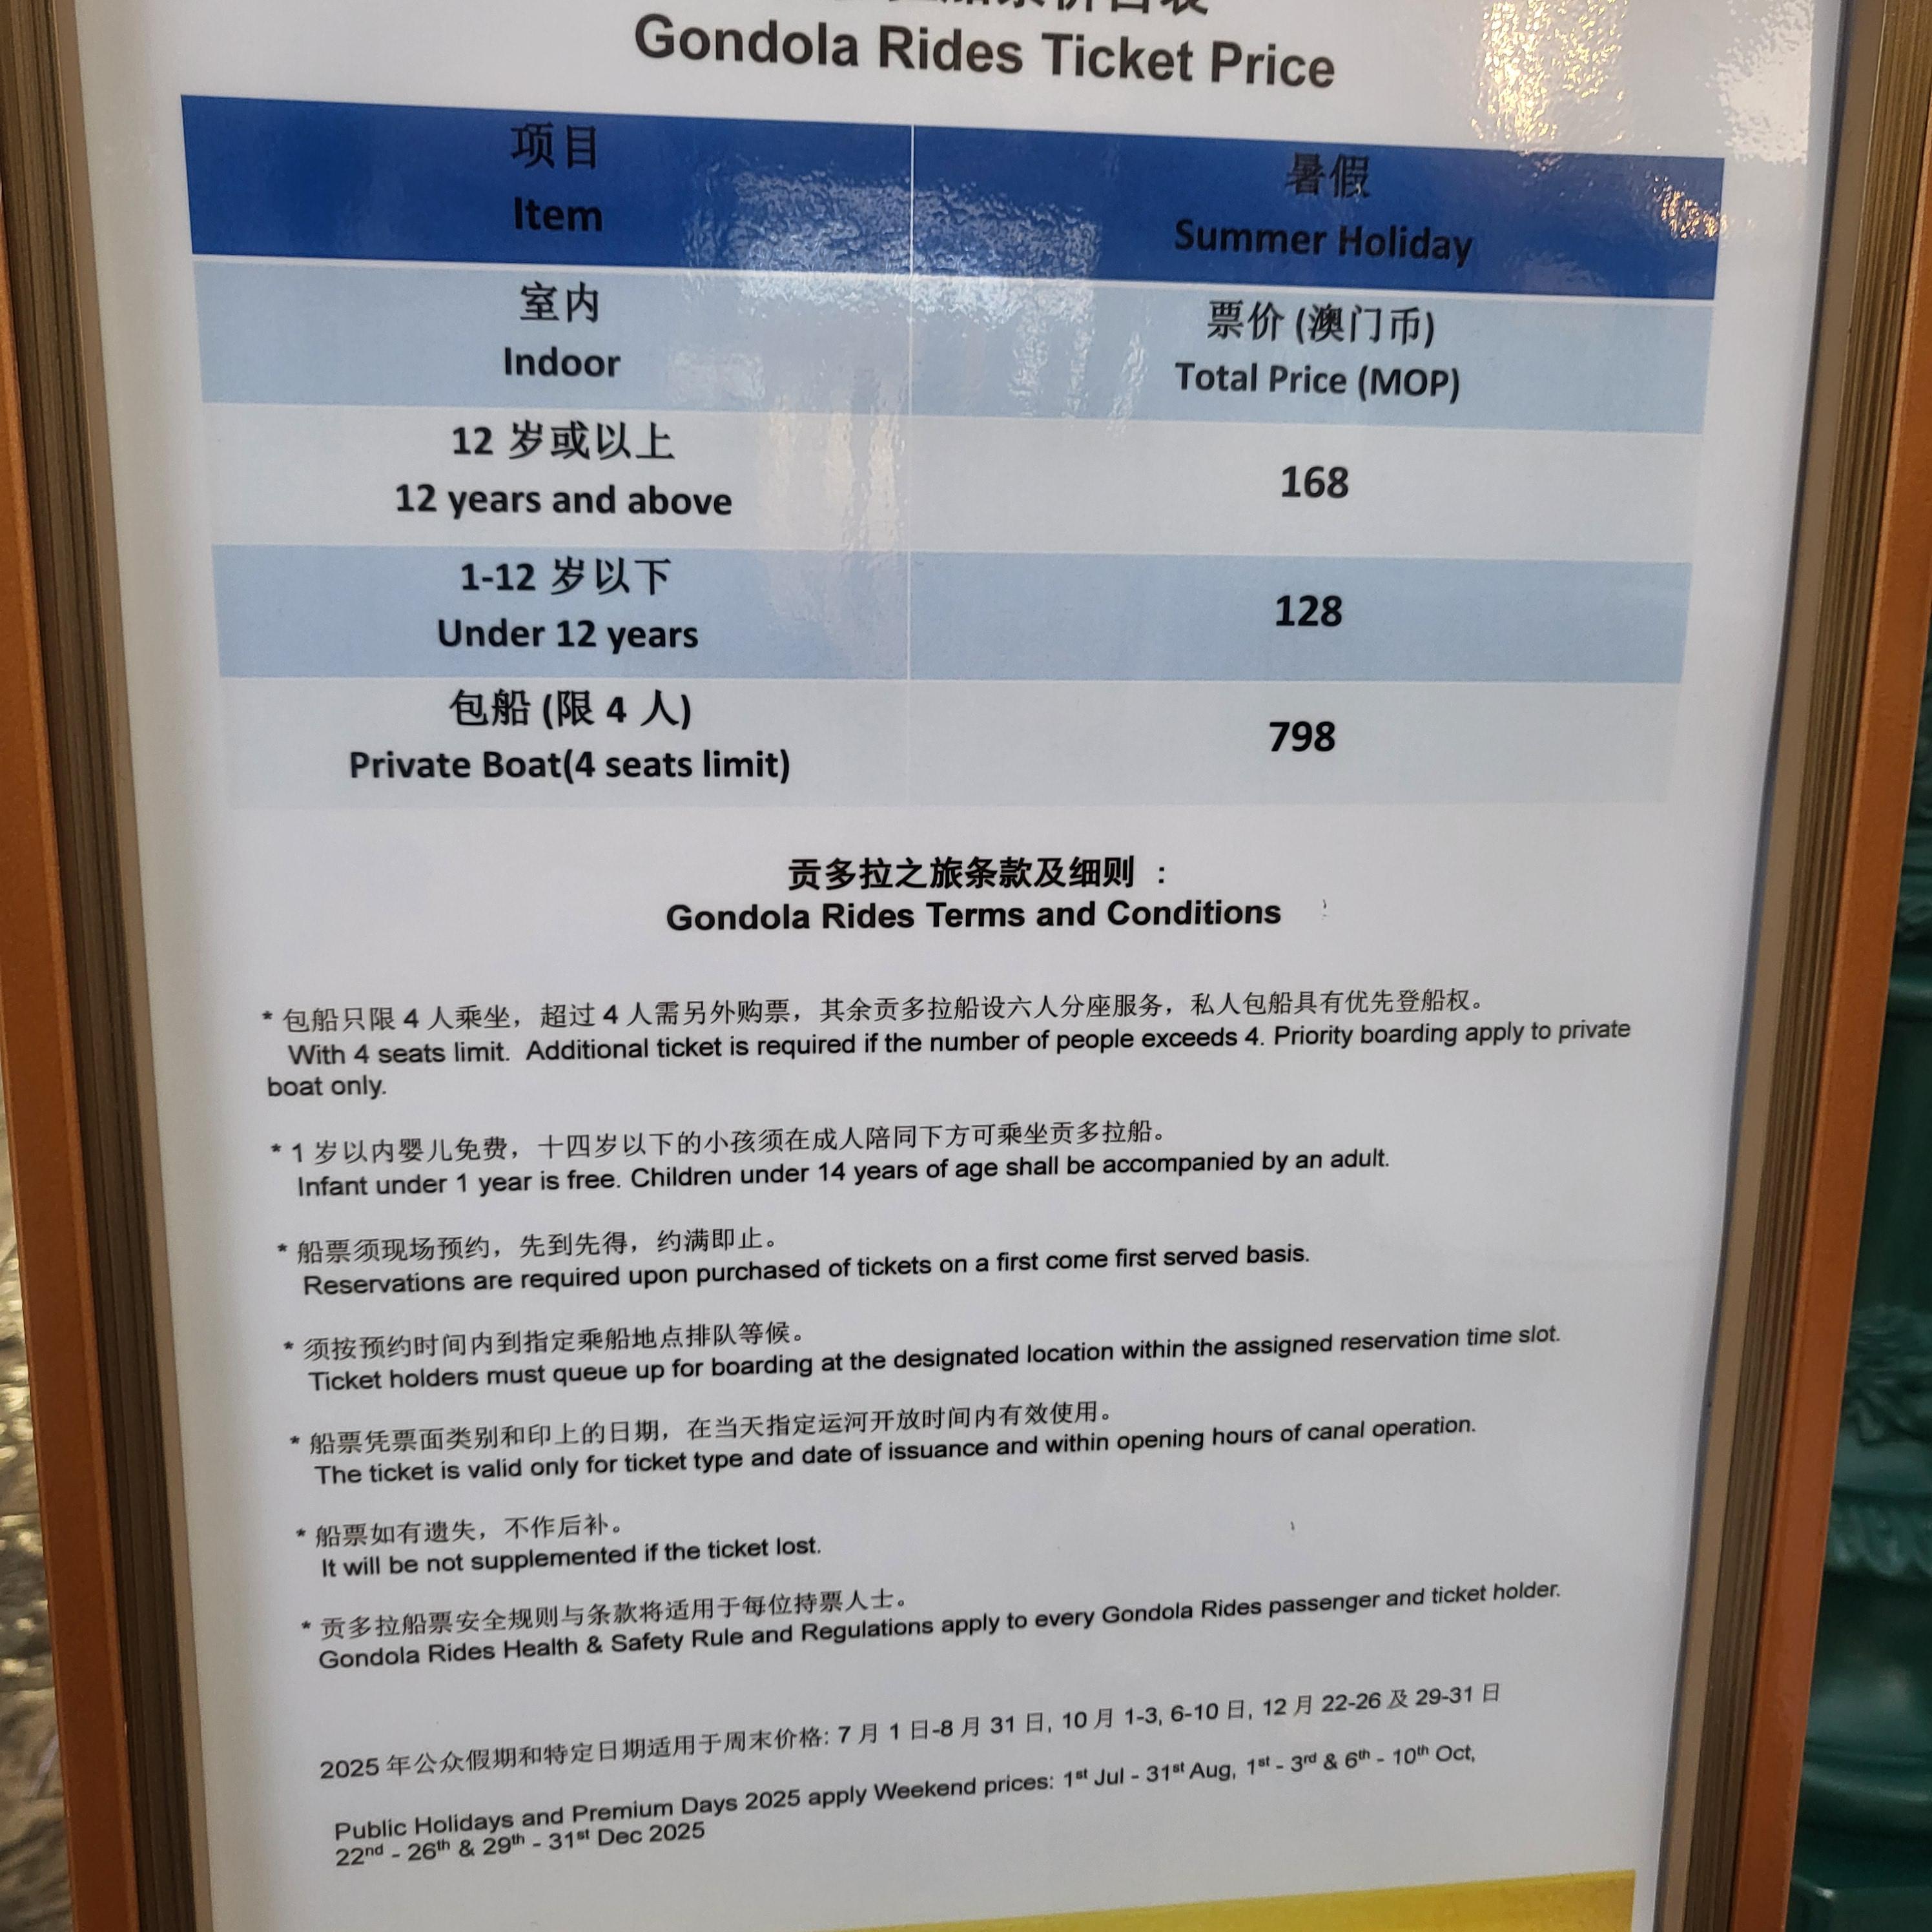 Gondola Rides Ticket Price
项目
Item
暑假
Summer Holiday
室内
Indoor
票价 (澳门币)
Total Price (MOP)
12 岁或以上
12 years and above
168
1-12 岁以下
Under 12 years
128
包船 (限 4 人)
Private Boat(4 seats limit)
798
贡多拉之旅条款及细则 ：
Gondola Rides Terms and Conditions
* 包船只限 4 人乘坐，超过 4 人需另外购票，其余贡多拉船设六人分座服务，私人包船具有优先登船权。
With 4 seats limit. Additional ticket is required if the number of people exceeds 4. Priority boarding apply to private
boat only.
* 1 岁以内婴儿免费，十四岁以下的小孩须在成人陪同下方可乘坐贡多拉船。
Infant under 1 year is free. Children under 14 years of age shall be accompanied by an adult.
* 船票须现场预约，先到先得，约满即止。
Reservations are required upon purchased of tickets on a first come first served basis.
* 须按预约时间内到指定乘船地点排队等候。
Ticket holders must queue up for boarding at the designated location within the assigned reservation time slot.
* 船票凭票面类别和印上的日期，在当天指定运河开放时间内有效使用。
The ticket is valid only for ticket type and date of issuance and within opening hours of canal operation.
* 船票如有遗失，不作后补。
It will be not supplemented if the ticket lost.
* 贡多拉船票安全规则与条款将适用于每位持票人士。
Gondola Rides Health & Safety Rule and Regulations apply to every Gondola Rides passenger and ticket holder.
2025 年公众假期和特定日期适用于周末价格: 7 月 1 日-8 月 31 日, 10 月 1-3, 6-10 日, 12 月 22-26 及 29-31 日
Public Holidays and Premium Days 2025 apply Weekend prices: 1st Jul - 31st Aug, 1st - 3rd & 6th - 10th Oct,
22nd - 26th & 29th - 31st Dec 2025